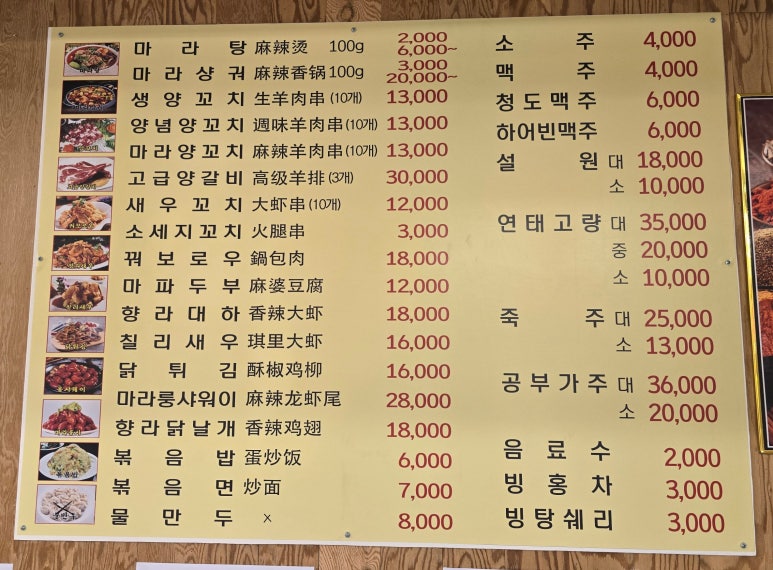 마라탕 麻辣烫 100g 2,000 6,000~
마라샹궈 麻辣香锅 100g 3,000 20,000~
생양꼬치 生羊肉串 (10개) 13,000
양념양꼬치 调味羊肉串 (10개) 13,000
마라양꼬치 麻辣羊肉串 (10개) 13,000
고급양갈비 高级羊排 (3개) 30,000
새우꼬치 大虾串 (10개) 12,000
소세지꼬치 火腿串 3,000
꿔보로우 鍋包肉 18,000
마파두부 麻婆豆腐 12,000
향라대하 香辣大虾 18,000
칠리새우 琪里大虾 16,000
닭튀김 酥椒鸡柳 16,000
마라룽샤워이 麻辣龙虾尾 28,000
향라닭날개 香辣鸡翅 18,000
볶음밥 蛋炒饭 6,000
볶음면 炒面 7,000
물만두 x 8,000
소주 4,000
맥주 4,000
청도맥주 6,000
하어빈맥주 6,000
설원 대 18,000
소 10,000
연태고량 대 35,000
중 20,000
소 10,000
죽주 대 25,000
소 13,000
공부가주 대 36,000
소 20,000
음료수 2,000
빙홍차 3,000
빙탕쉐리 3,000